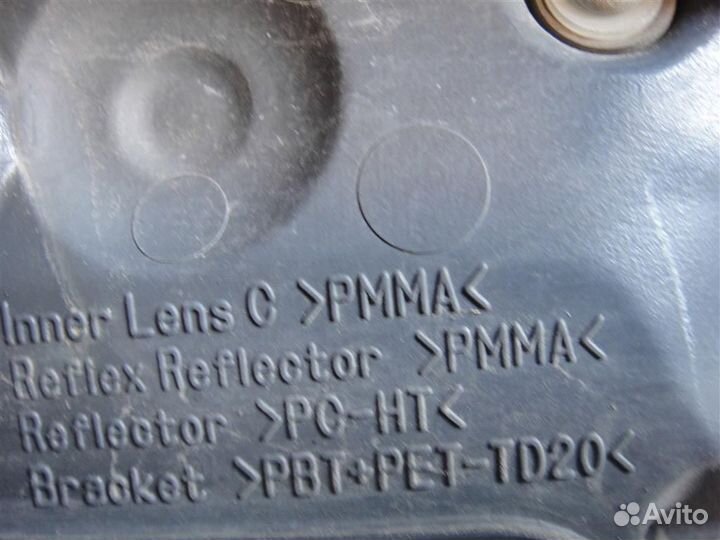 Inner Lens C >PMMA<
Reflex Reflector >PMMA<
Reflector >PC-HT<
Bracket >PBT+PET-TD20<
Avito